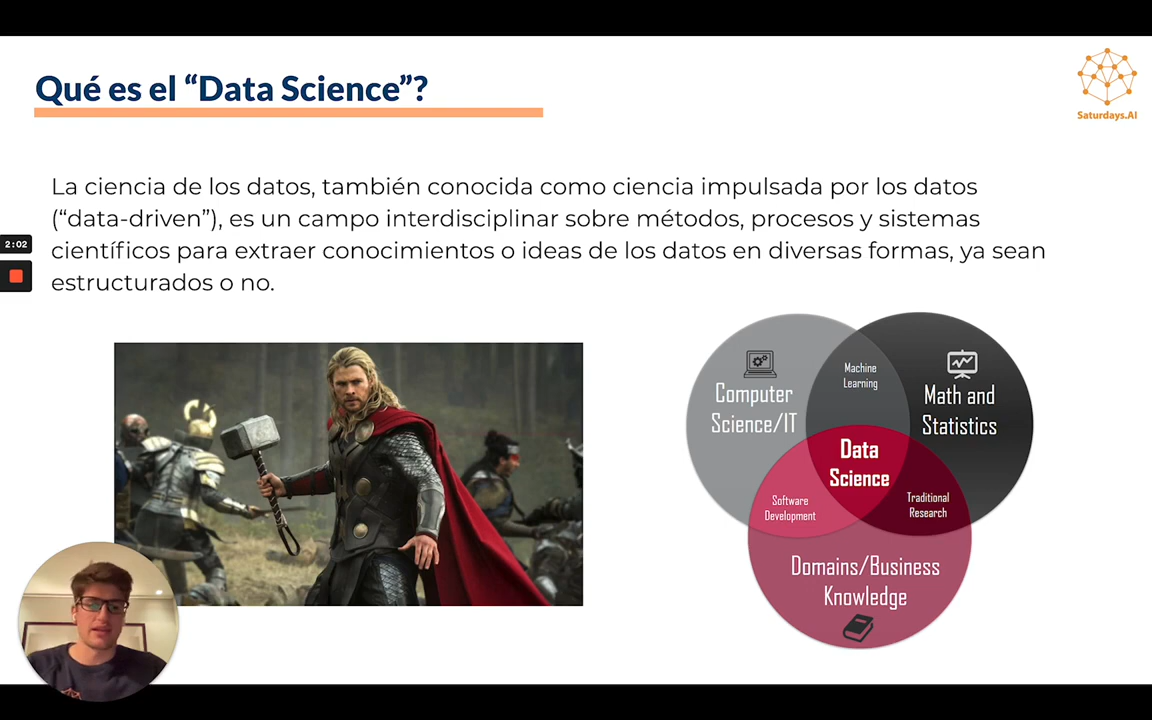 Qué es el “Data Science”?
Saturdays.AI
La ciencia de los datos, también conocida como ciencia impulsada por los datos
(“data-driven”), es un campo interdisciplinar sobre métodos, procesos y sistemas
científicos para extraer conocimientos o ideas de los datos en diversas formas, ya sean
estructurados o no.
2:02
Computer
Science/IT
Machine
Learning
Math and
Statistics
Data
Science
Software
Development
Traditional
Research
Domains/Business
Knowledge